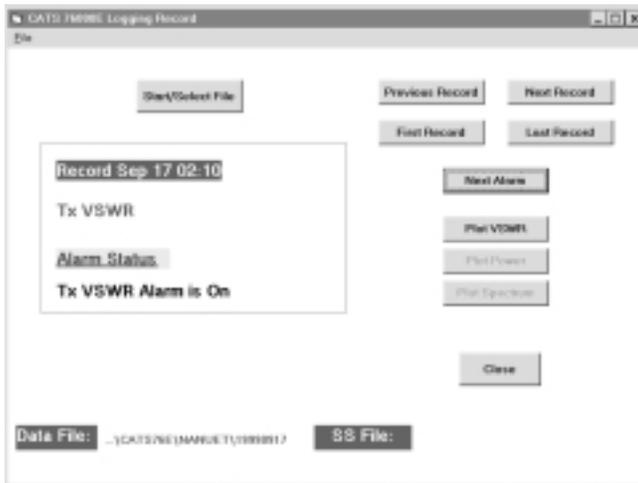 CATS 76000E Logging Record
File
Start/Select File
Previous Record
Next Record
First Record
Last Record
Record Sep 17 02:10
Tx VSWR
Alarm Status
Tx VSWR Alarm is On
Next Alarm
Plot VSWR
Plot Power
Plot Spectrum
Close
Data File:
SS File: